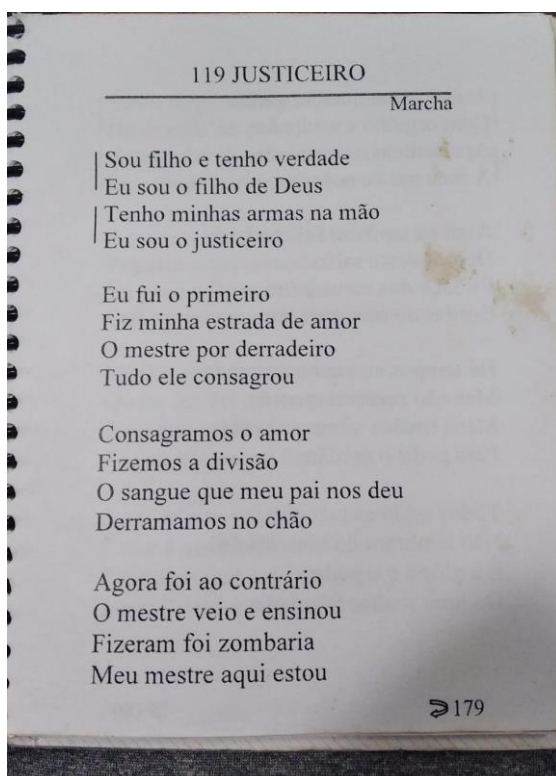 119 JUSTICEIRO
Marcha
Sou filho e tenho verdade
Eu sou o filho de Deus
Tenho minhas armas na mão
Eu sou o justiceiro
Eu fui o primeiro
Fiz minha estrada de amor
O mestre por derradeiro
Tudo ele consagrou
Consagramos o amor
Fizemos a divisão
O sangue que meu pai nos deu
Derramamos no chão
Agora foi ao contrário
O mestre veio e ensinou
Fizeram foi zombaria
Meu mestre aqui estou
179